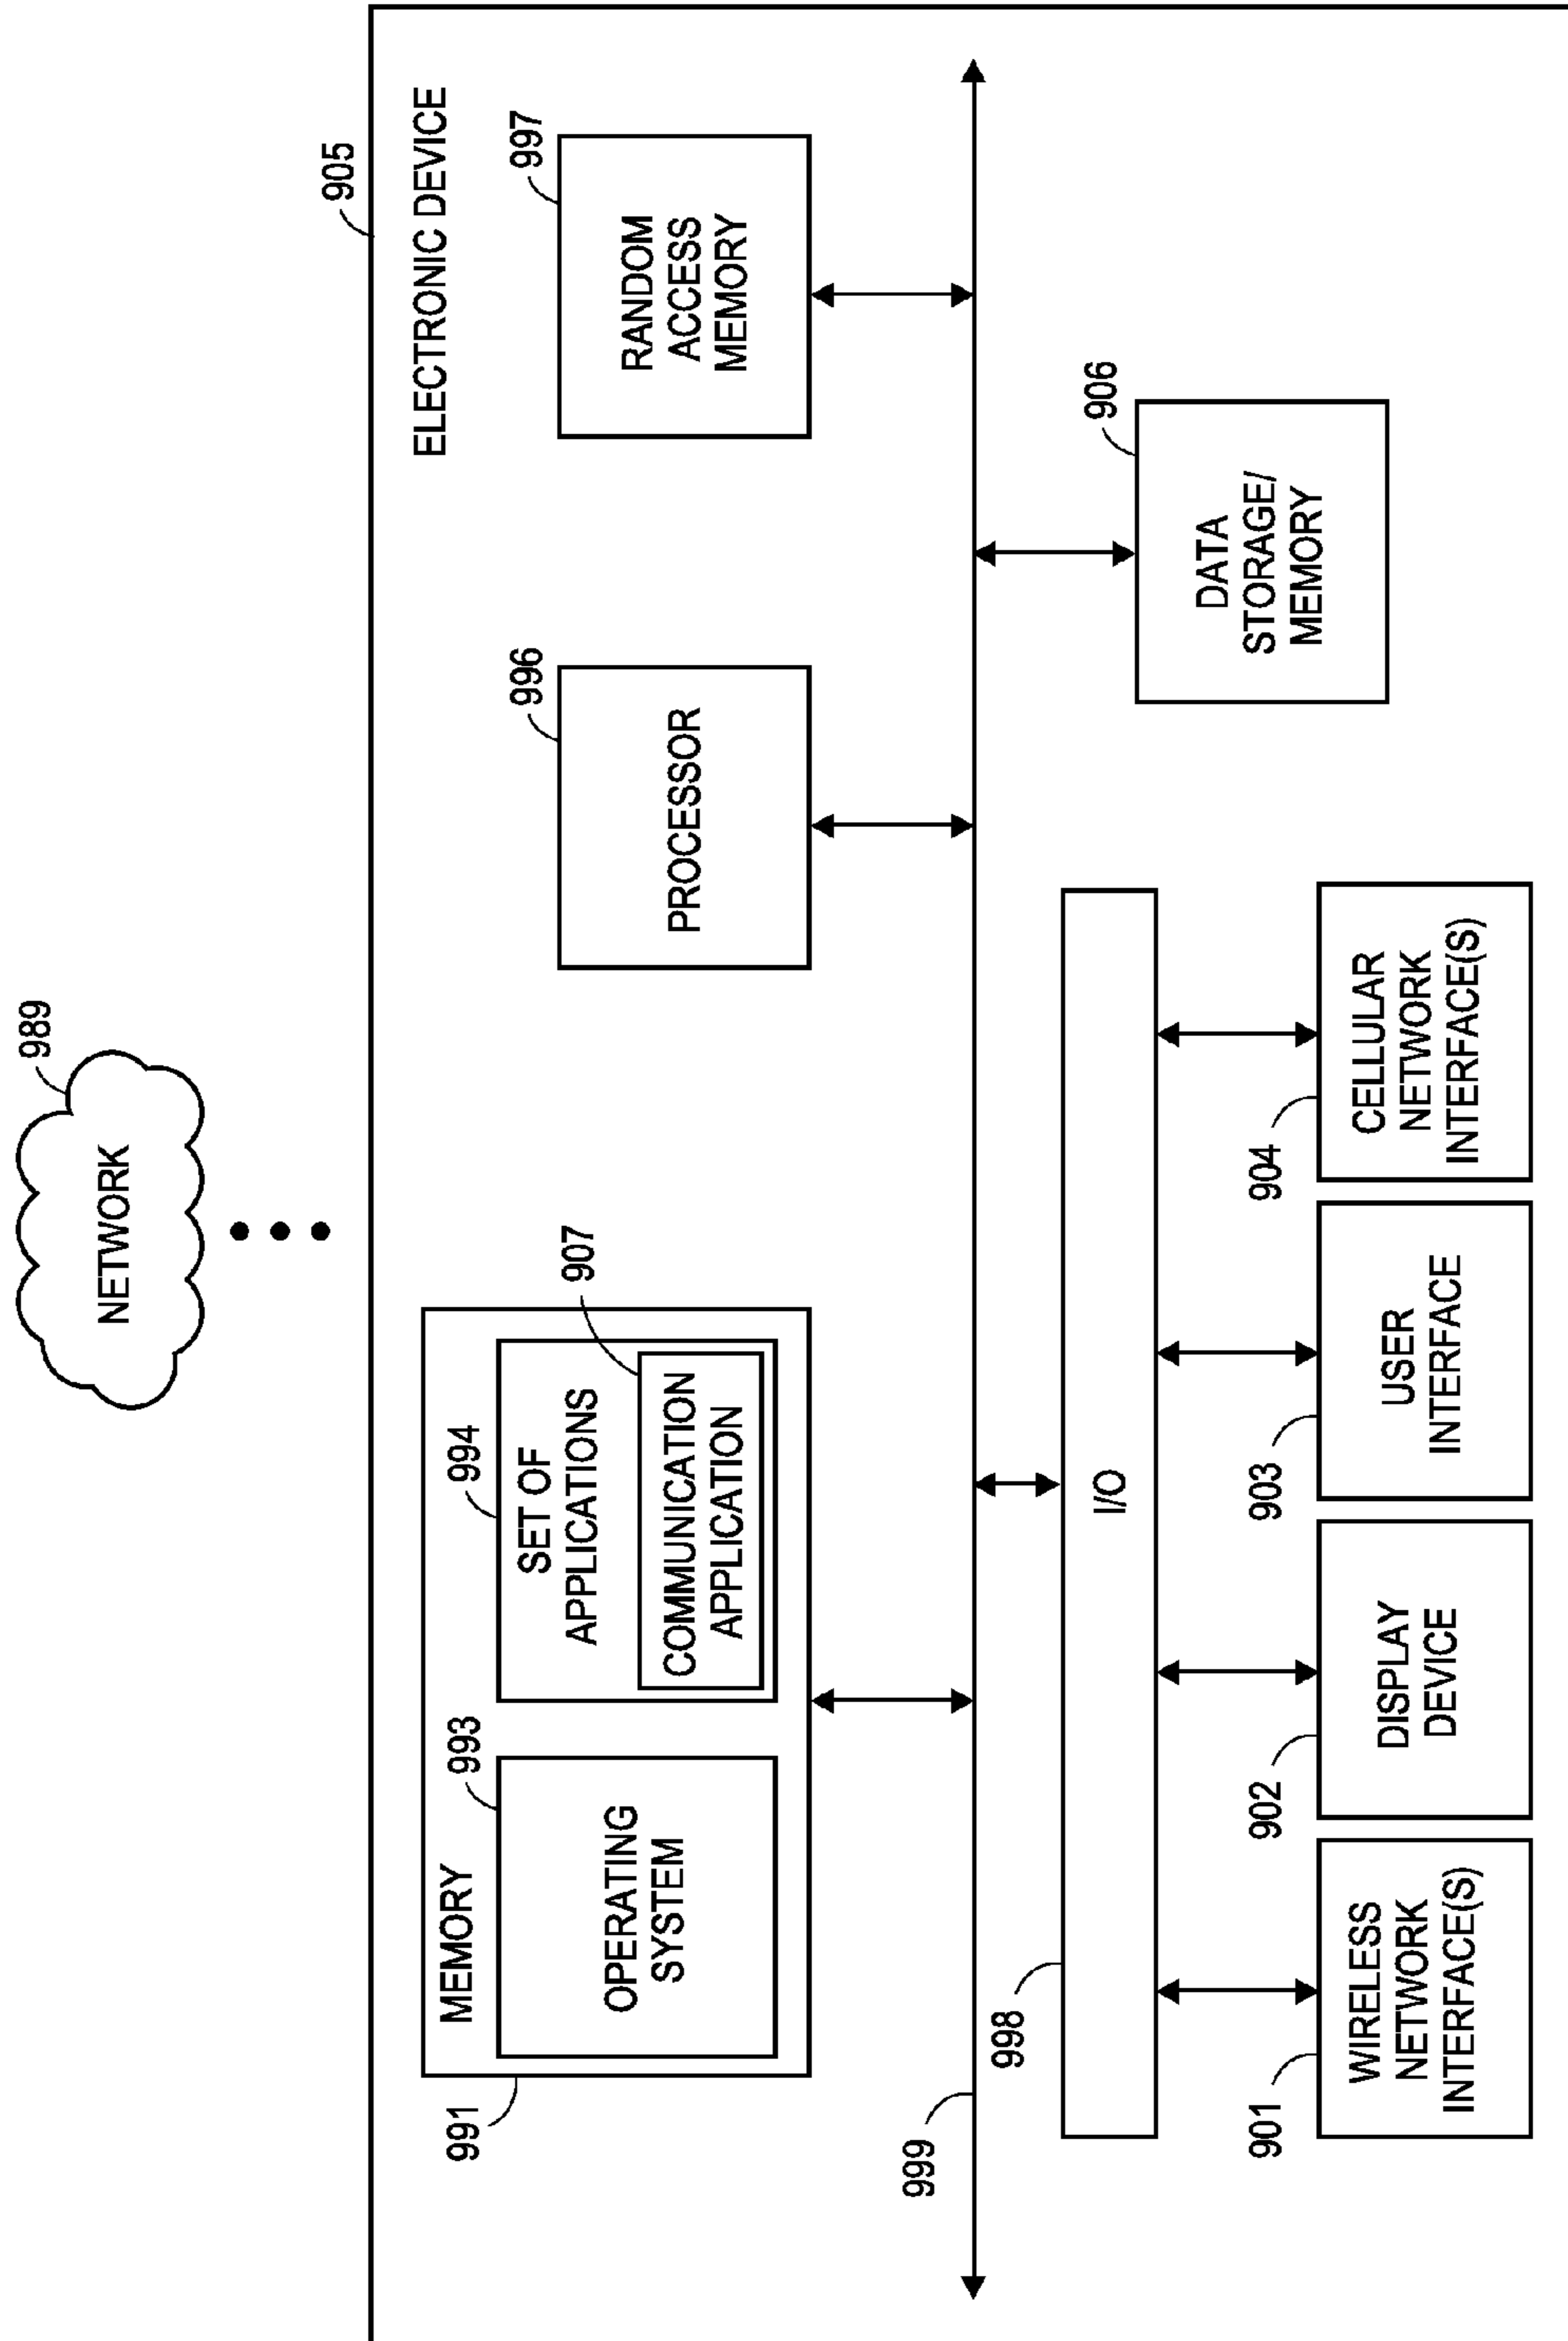 NETWORK
989
905
ELECTRONIC DEVICE
MEMORY
991
993
OPERATING
SYSTEM
994
SET OF
APPLICATIONS
907
COMMUNICATION
APPLICATION
996
PROCESSOR
997
RANDOM
ACCESS
MEMORY
999
998
I/O
906
DATA
STORAGE/
MEMORY
901
WIRELESS
NETWORK
INTERFACE(S)
902
DISPLAY
DEVICE
903
USER
INTERFACE
904
CELLULAR
NETWORK
INTERFACE(S)